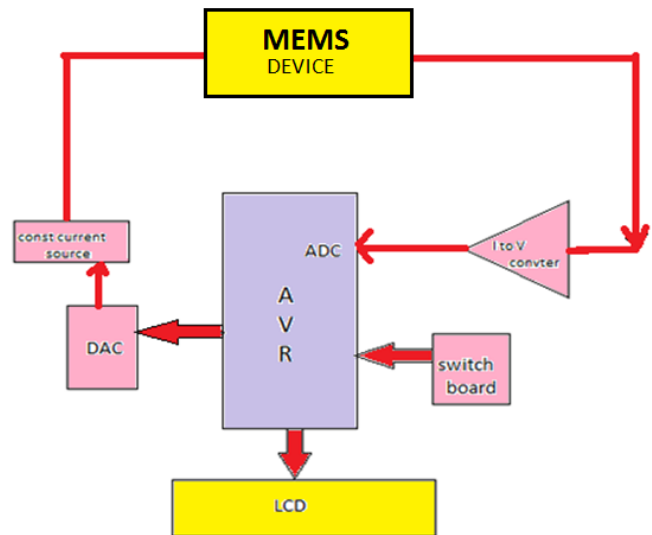 MEMS
DEVICE
const current
source
ADC
I to V
convter
A
V
R
DAC
switch
board
LCD